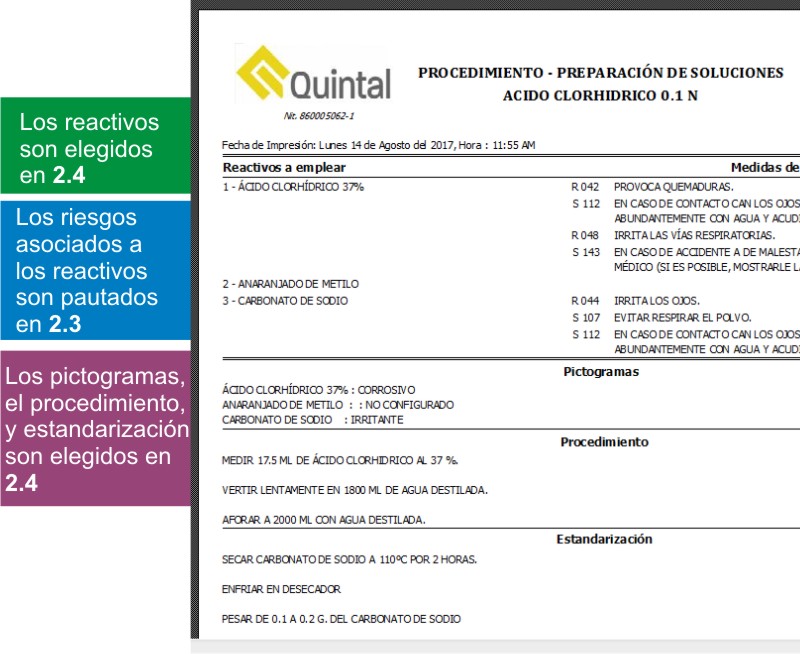 Los reactivos
son elegidos
en 2.4
Los riesgos
asociados a
los reactivos
son pautados
en 2.3
Los pictogramas,
el procedimiento,
y estandarización
son elegidos en
2.4
Quintal
Nit. 860005062-1
PROCEDIMIENTO - PREPARACIÓN DE SOLUCIONES
ACIDO CLORHIDRICO 0.1 N
Fecha de Impresión: Lunes 14 de Agosto del 2017, Hora : 11:55 AM
Reactivos a emplear Medidas de
1 - ÁCIDO CLORHÍDRICO 37% R 042 PROVOCA QUEMADURAS.
S 112 EN CASO DE CONTACTO CAN LOS OJOS
ABUNDANTEMENTE CON AGUA Y ACUDI
R 048 IRRITA LAS VÍAS RESPIRATORIAS.
S 143 EN CASO DE ACCIDENTE A DE MALESTA
MÉDICO (SI ES POSIBLE, MOSTRARLE LA
2 - ANARANJADO DE METILO
3 - CARBONATO DE SODIO R 044 IRRITA LOS OJOS.
S 107 EVITAR RESPIRAR EL POLVO.
S 112 EN CASO DE CONTACTO CAN LOS OJOS
ABUNDANTEMENTE CON AGUA Y ACUDI
Pictogramas
ÁCIDO CLORHÍDRICO 37% : CORROSIVO
ANARANJADO DE METILO : : NO CONFIGURADO
CARBONATO DE SODIO : IRRITANTE
Procedimiento
MEDIR 17.5 ML DE ÁCIDO CLORHIDRICO AL 37 %.
VERTIR LENTAMENTE EN 1800 ML DE AGUA DESTILADA.
AFORAR A 2000 ML CON AGUA DESTILADA.
Estandarización
SECAR CARBONATO DE SODIO A 110ºC POR 2 HORAS.
ENFRIAR EN DESECADOR
PESAR DE 0.1 A 0.2 G. DEL CARBONATO DE SODIO